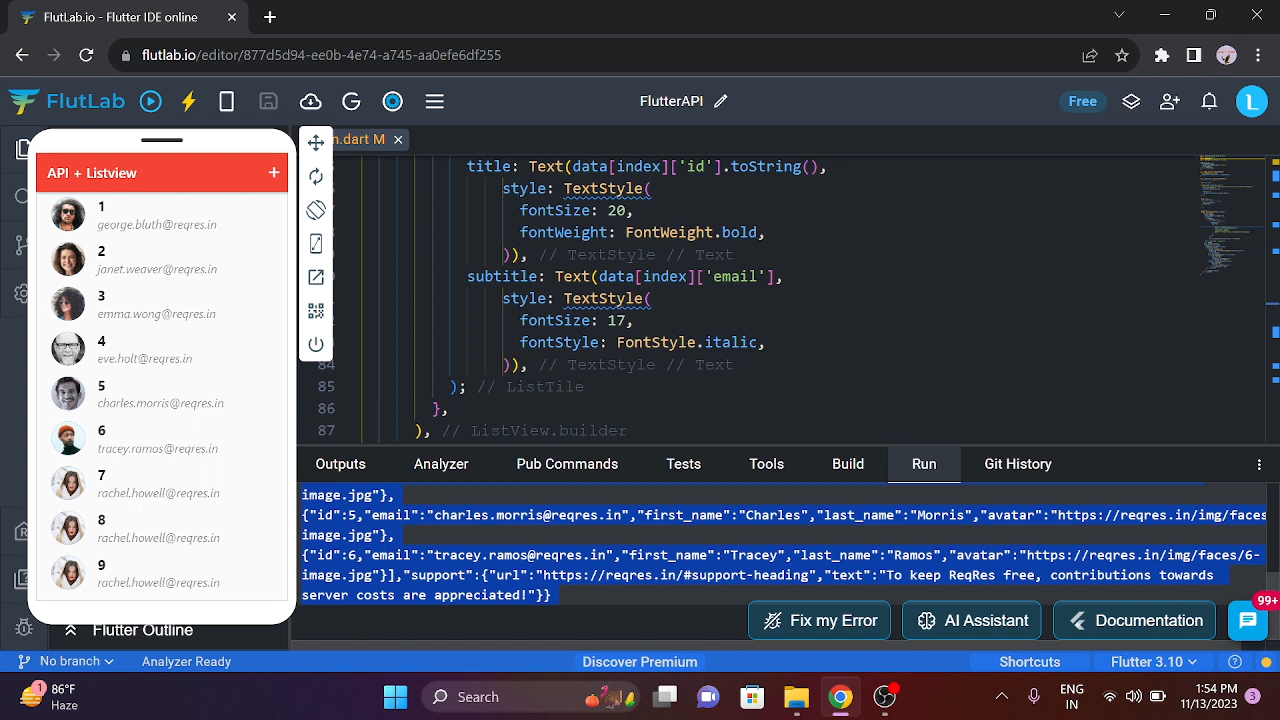 FlutLab.io - Flutter IDE online
flutlab.io/editor/877d5d94-ee0b-4e74-a745-aa0efe6df255
FlutLab
FlutterAPI
Free
L
n.dart M
API + Listview
+
1
george.bluth@reqres.in
2
janet.weaver@reqres.in
3
emma.wong@reqres.in
4
eve.holt@reqres.in
5
charles.morris@reqres.in
6
tracey.ramos@reqres.in
7
rachel.howell@reqres.in
8
rachel.howell@reqres.in
9
rachel.howell@reqres.in
Flutter Outline
title: Text(data[index]['id'].toString(),
style: TextStyle(
fontSize: 20,
fontWeight: FontWeight.bold,
)), // TextStyle // Text
subtitle: Text(data[index]['email'],
style: TextStyle(
fontSize: 17,
fontStyle: FontStyle.italic,
84 )), // TextStyle // Text
85 ); // ListTile
86 },
87 ), // ListView.builder
Outputs Analyzer Pub Commands Tests Tools Build Run Git History
image.jpg"},
{"id":5,"email":"charles.morris@reqres.in","first_name":"Charles","last_name":"Morris","avatar":"https://reqres.in/img/faces
image.jpg"},
{"id":6,"email":"tracey.ramos@reqres.in","first_name":"Tracey","last_name":"Ramos","avatar":"https://reqres.in/img/faces/6-
image.jpg"}],"support":{"url":"https://reqres.in/#support-heading","text":"To keep ReqRes free, contributions towards
server costs are appreciated!"}}
99+
Fix my Error AI Assistant Documentation
No branch Analyzer Ready Discover Premium Shortcuts Flutter 3.10
1
86°F
Haze
Search
ENG
IN
1:54 PM
11/13/2023
3